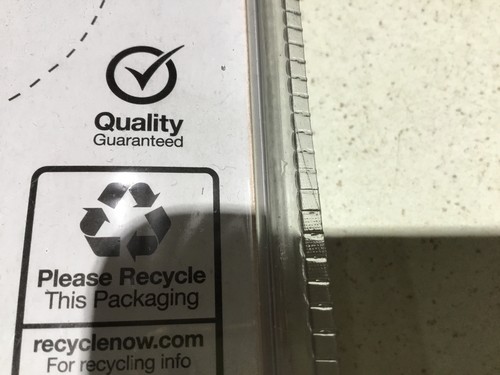 Quality
Guaranteed
Please Recycle
This Packaging
recyclenow.com
For recycling info